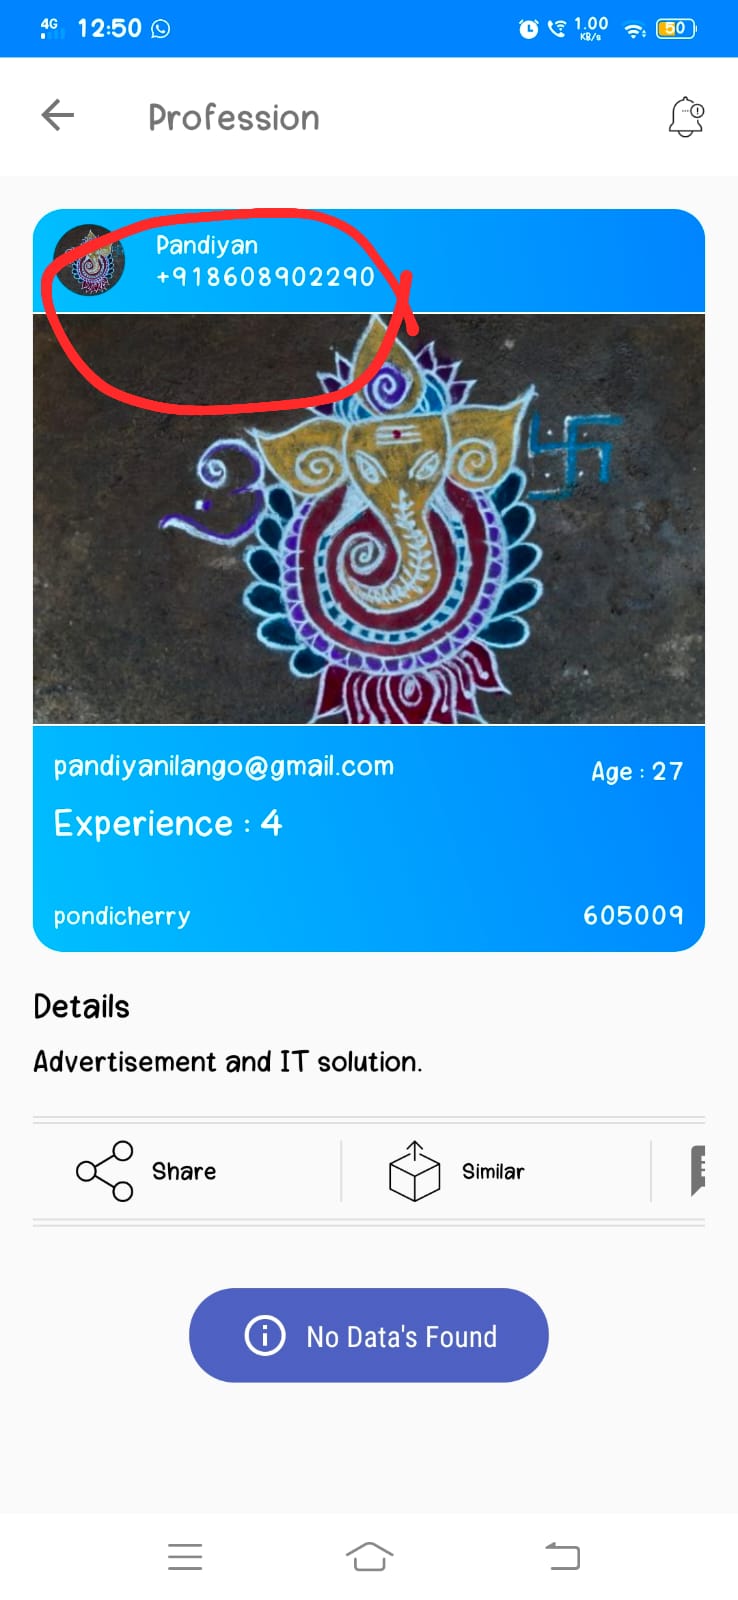 4G 12:50 1.00 KB/s 50
Profession
Pandiyan
+918608902290
pandiyanilango@gmail.com Age : 27
Experience : 4
pondicherry 605009
Details
Advertisement and IT solution.
Share Similar
No Data's Found